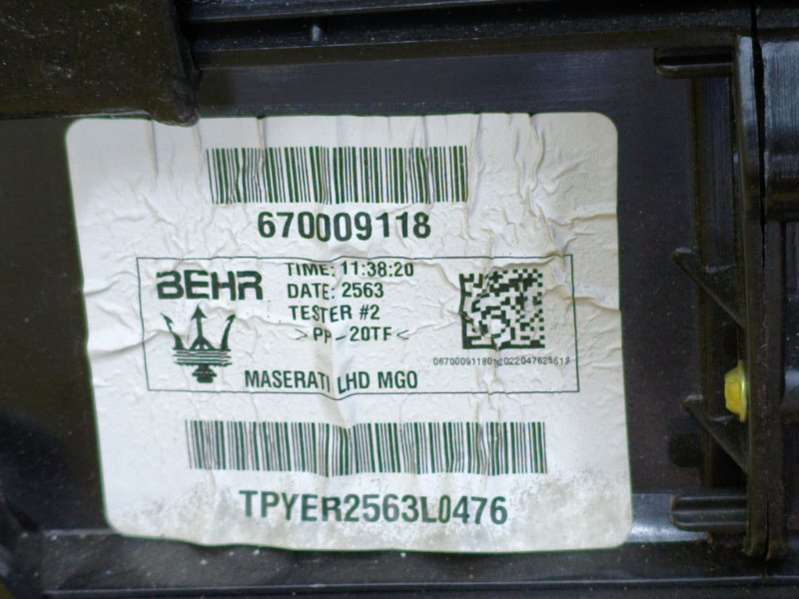 670009118
BEHR
TIME: 11:38:20
DATE: 2563
TESTER #2
>PP-20TF<
MASERATI LHD MGO
TPYER2563L0476